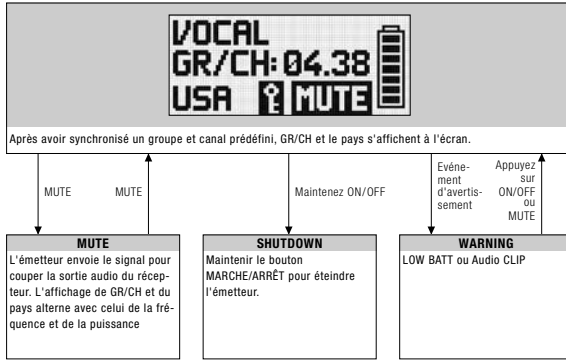 VOCAL
GR/CH: 04.38
USA MUTE
Après avoir synchronisé un groupe et canal prédéfini, GR/CH et le pays s'affichent à l'écran.
MUTE
MUTE
Maintenez ON/OFF
Evéne-
ment
d'avertis-
sement
Appuyez
sur
ON/OFF
ou
MUTE
MUTE
L'émetteur envoie le signal pour
couper la sortie audio du récep-
teur. L'affichage de GR/CH et du
pays alterne avec celui de la fré-
quence et de la puissance
SHUTDOWN
Maintenir le bouton
MARCHE/ARRÊT pour éteindre
l'émetteur.
WARNING
LOW BATT ou Audio CLIP